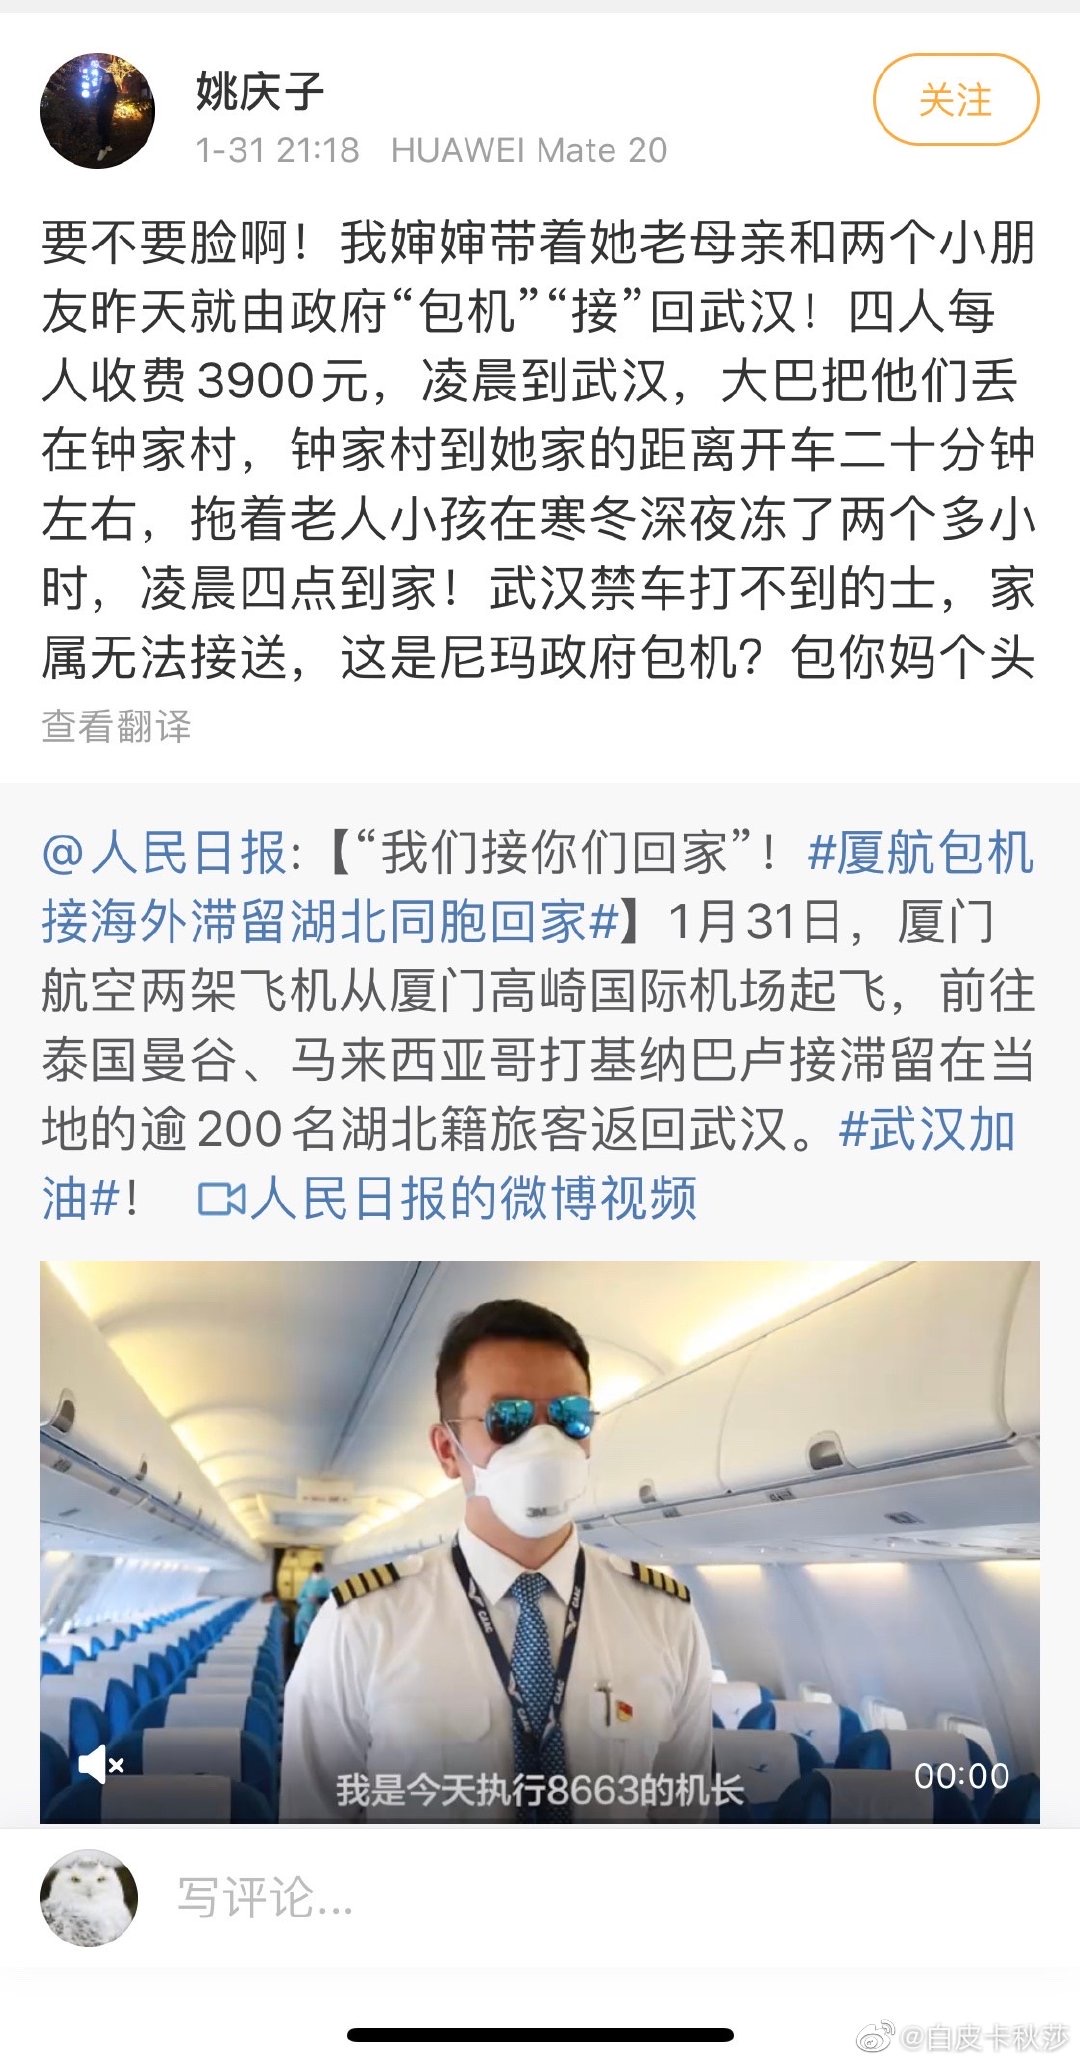 姚庆子
关注
1-31 21:18 HUAWEI Mate 20
要不要脸啊！我婶婶带着她老母亲和两个小朋
友昨天就由政府“包机”“接”回武汉！四人每
人收费3900元，凌晨到武汉，大巴把他们丢
在钟家村，钟家村到她家的距离开车二十分钟
左右，拖着老人小孩在寒冬深夜冻了两个多小
时，凌晨四点到家！武汉禁车打不到的士，家
属无法接送，这是尼玛政府包机？包你妈个头
查看翻译
@人民日报:【“我们接你们回家”！#厦航包机
接海外滞留湖北同胞回家#】1月31日，厦门
航空两架飞机从厦门高崎国际机场起飞，前往
泰国曼谷、马来西亚哥打基纳巴卢接滞留在当
地的逾200名湖北籍旅客返回武汉。#武汉加
油#！ 人民日报的微博视频
3M
CAAC
CAAC
我是今天执行8663的机长
00:00
写评论...
@白皮卡秋莎